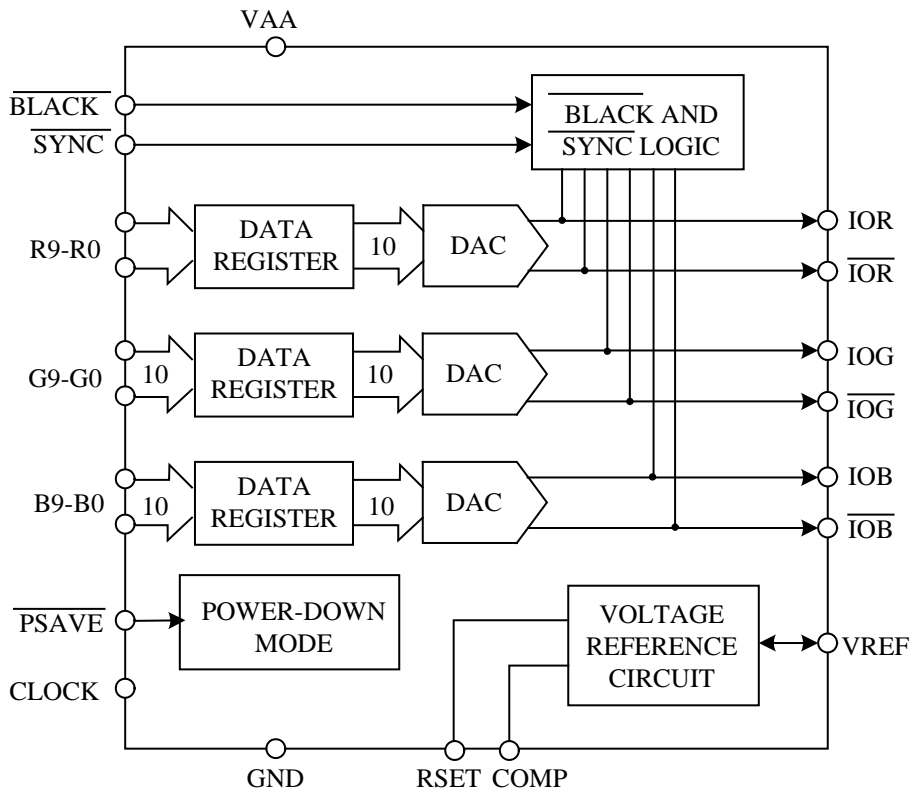 VAA
BLACK
SYNC
BLACK AND
SYNC LOGIC
R9-R0
DATA
REGISTER
10
DAC
IOR
IOR
G9-G0
10
DATA
REGISTER
10
DAC
IOG
IOG
B9-B0
10
DATA
REGISTER
10
DAC
IOB
IOB
PSAVE
POWER-DOWN
MODE
VOLTAGE
REFERENCE
CIRCUIT
VREF
CLOCK
GND
RSET
COMP